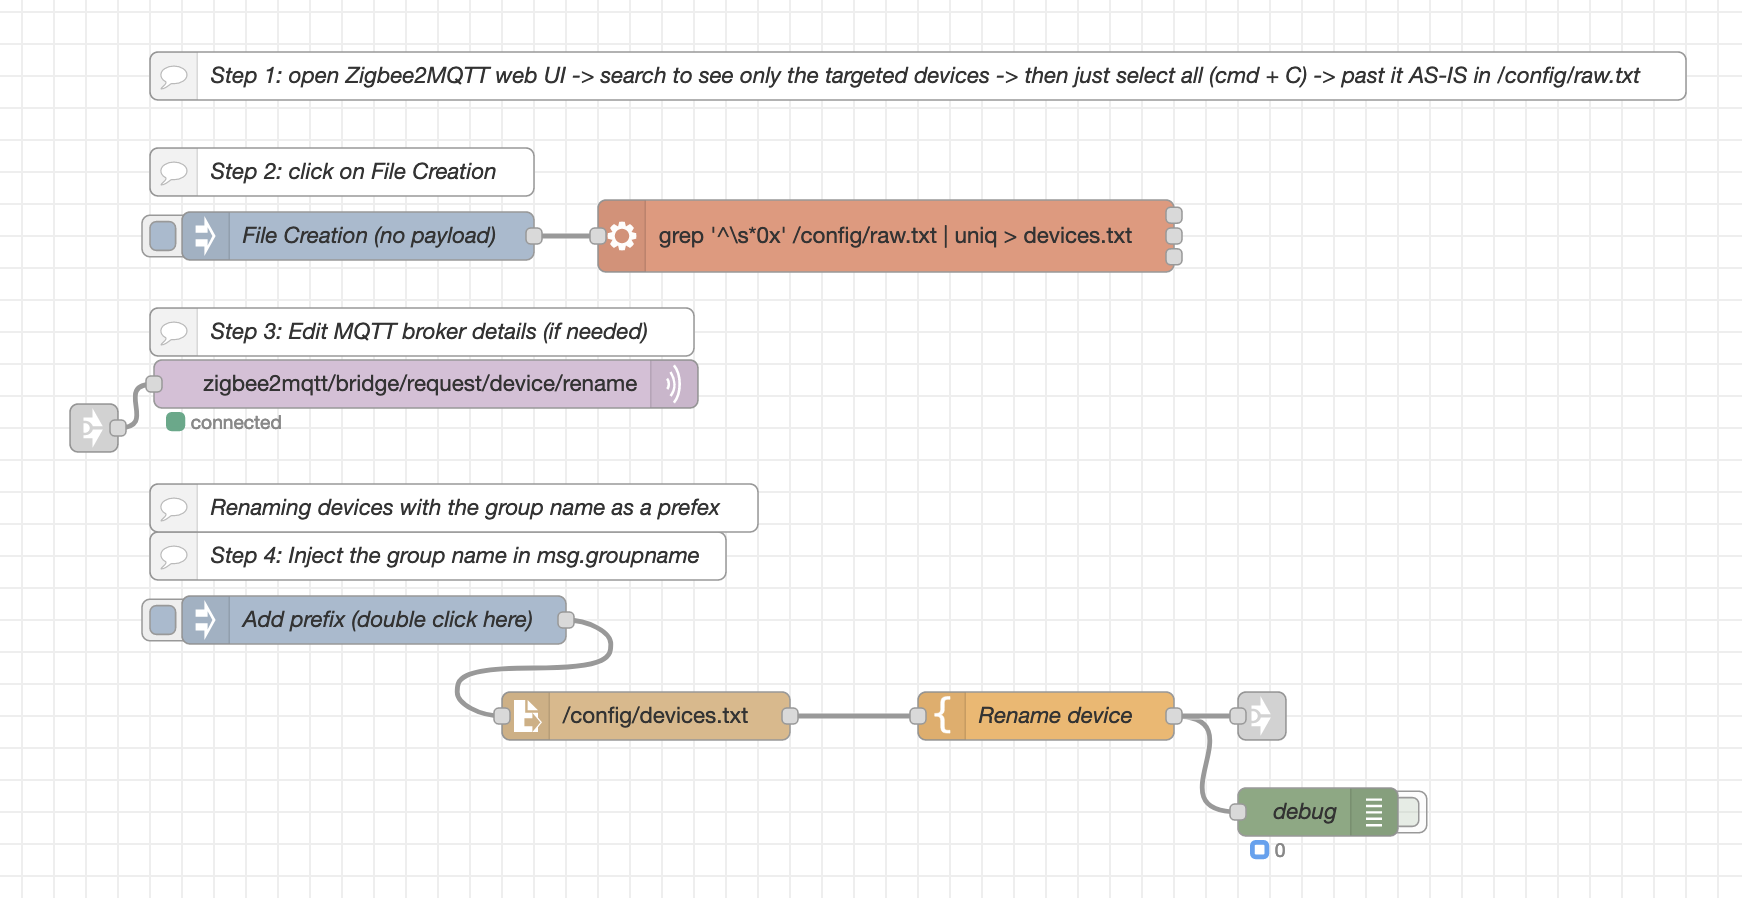 Step 1: open Zigbee2MQTT web UI -> search to see only the targeted devices -> then just select all (cmd + C) -> past it AS-IS in /config/raw.txt
Step 2: click on File Creation
File Creation (no payload)
grep '^\s*0x' /config/raw.txt | uniq > devices.txt
Step 3: Edit MQTT broker details (if needed)
zigbee2mqtt/bridge/request/device/rename
connected
Renaming devices with the group name as a prefex
Step 4: Inject the group name in msg.groupname
Add prefix (double click here)
/config/devices.txt
Rename device
debug
0